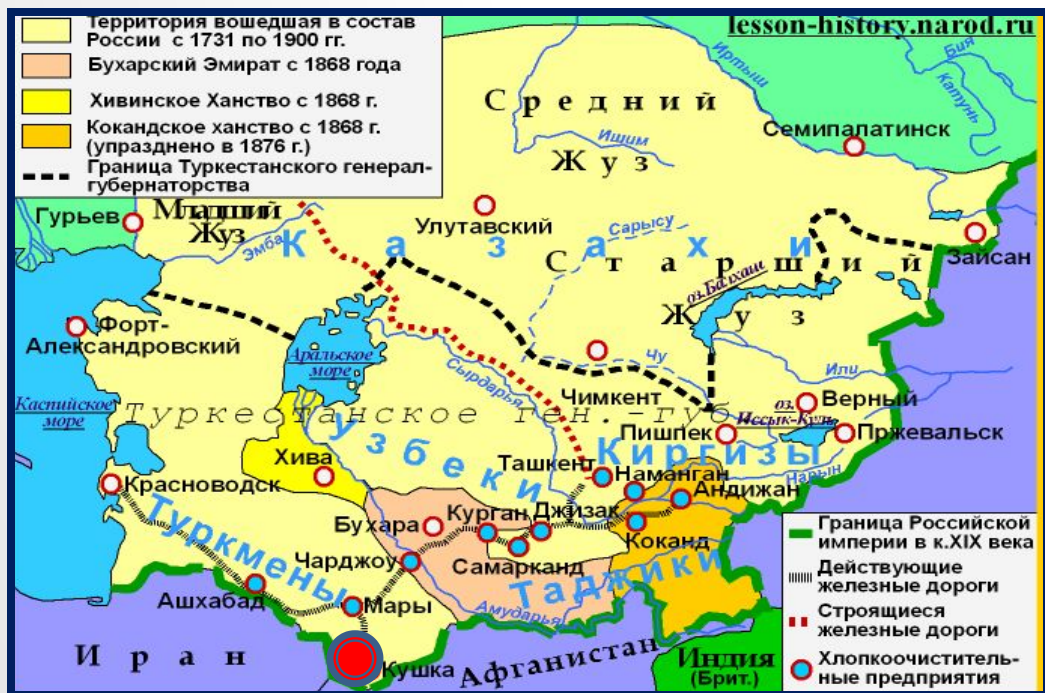 Территория вошедшая в состав
России с 1731 по 1900 гг.
Бухарский Эмират с 1868 года
Хивинское Ханство с 1868 г.
Кокандское ханство с 1868 г.
(упразднено в 1876 г.)
Граница Туркестанского генерал-
губернаторства
lesson-history.narod.ru
Иртыш
Бия
Катунь
Средний
Жуз
Ишим
Семипалатинск
Гурьев
Младший
Жуз
Эмба
Улутавский
Сарысу
Казахи
Старший
Жуз
оз.Балхаш
Зайсан
Форт-
Александровский
Аральское
море
Каспийское
море
Сырдарья
Чу
Или
Чимкент
Верный
оз.
Иссык-Куль
Туркестанское ген.-губ
Пишпек
Пржевальск
Узбеки
Киргизы
Нарын
Хива
Ташкент
Наманган
Андижан
Красноводск
Туркмены
Бухара
Курган
Джизак
Коканд
Чарджоу
Самарканд
Таджики
Ашхабад
Мары
Амударья
Иран
Кушка
Афганистан
Индия
(Брит.)
Граница Российской
империи в к.XIX века
Действующие
железные дороги
Строящиеся
железные дороги
Хлопкоочиститель-
ные предприятия